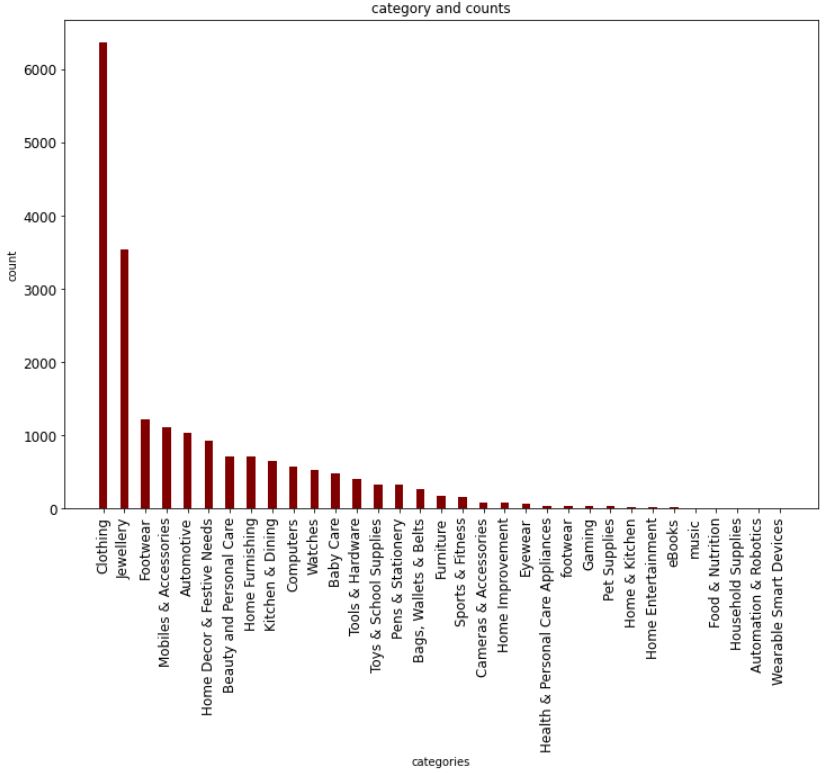 category and counts
6000
5000
4000
3000
2000
1000
0
count
Clothing
Jewellery
Footwear
Mobiles & Accessories
Automotive
Home Decor & Festive Needs
Beauty and Personal Care
Home Furnishing
Kitchen & Dining
Computers
Watches
Baby Care
Tools & Hardware
Toys & School Supplies
Pens & Stationery
Bags, Wallets & Belts
Furniture
Sports & Fitness
Cameras & Accessories
Home Improvement
Eyewear
Health & Personal Care Appliances
footwear
Gaming
Pet Supplies
Home & Kitchen
Home Entertainment
eBooks
music
Food & Nutrition
Household Supplies
Automation & Robotics
Wearable Smart Devices
categories